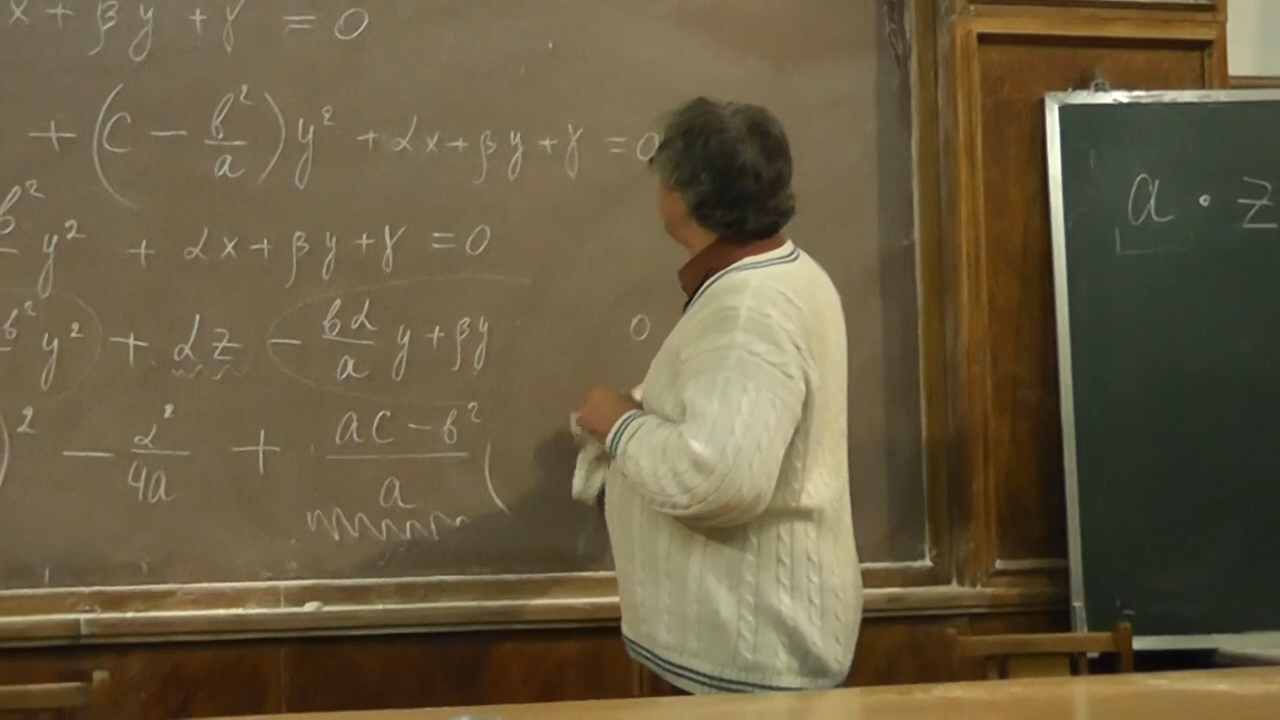 x + βy + γ = 0
+ (C - b²/a) y² + αx + βy + γ = 0
b² y² + αx + βy + γ = 0
b² y² + αz - bα/a y + βy 0
)² - α²/4a + ac - b²/a (
a · z